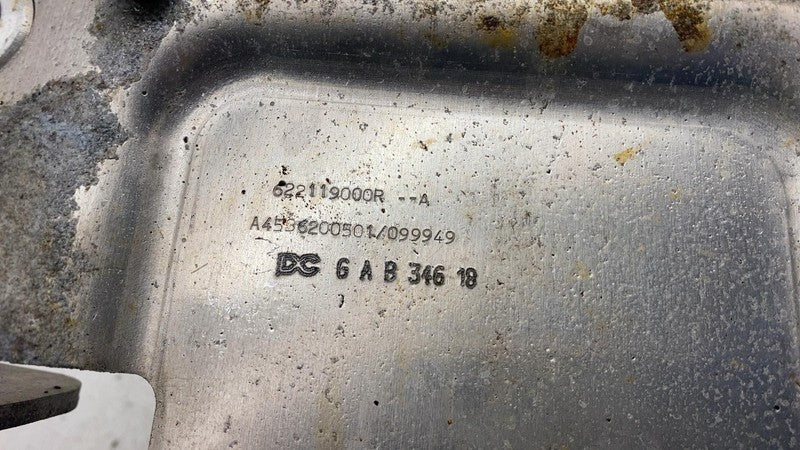 622119000R --A
A4536200501/099949
DC G A B 346 18